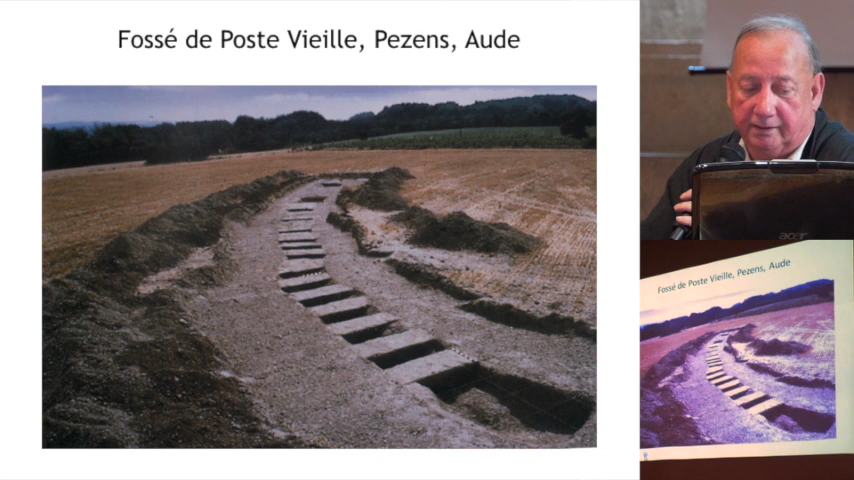 Fossé de Poste Vieille, Pezens, Aude
acer
Fossé de Poste Vieille, Pezens, Aude